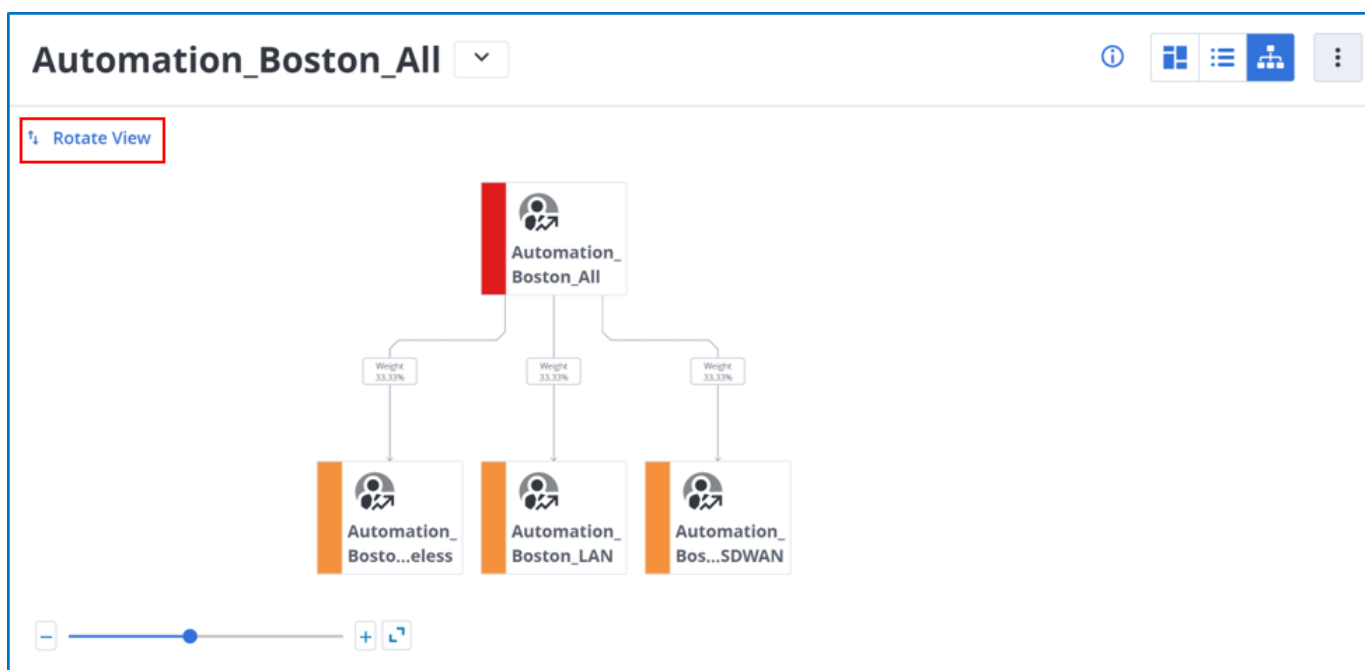 Automation_Boston_All
Rotate View
Automation_
Boston_All
Weight
33.33%
Weight
33.33%
Weight
33.33%
Automation_
Bosto...eless
Automation_
Boston_LAN
Automation_
Bos...SDWAN